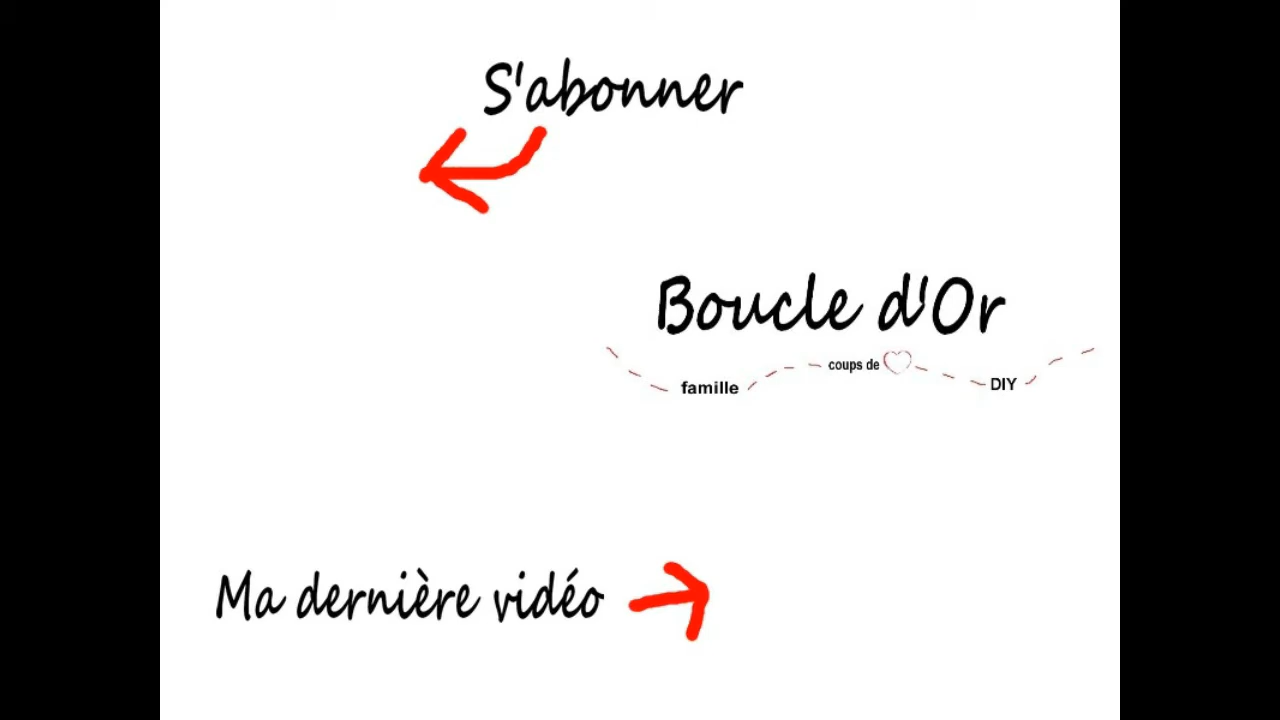 S'abonner
Boucle d'Or
famille
coups de
DIY
Ma dernière vidéo